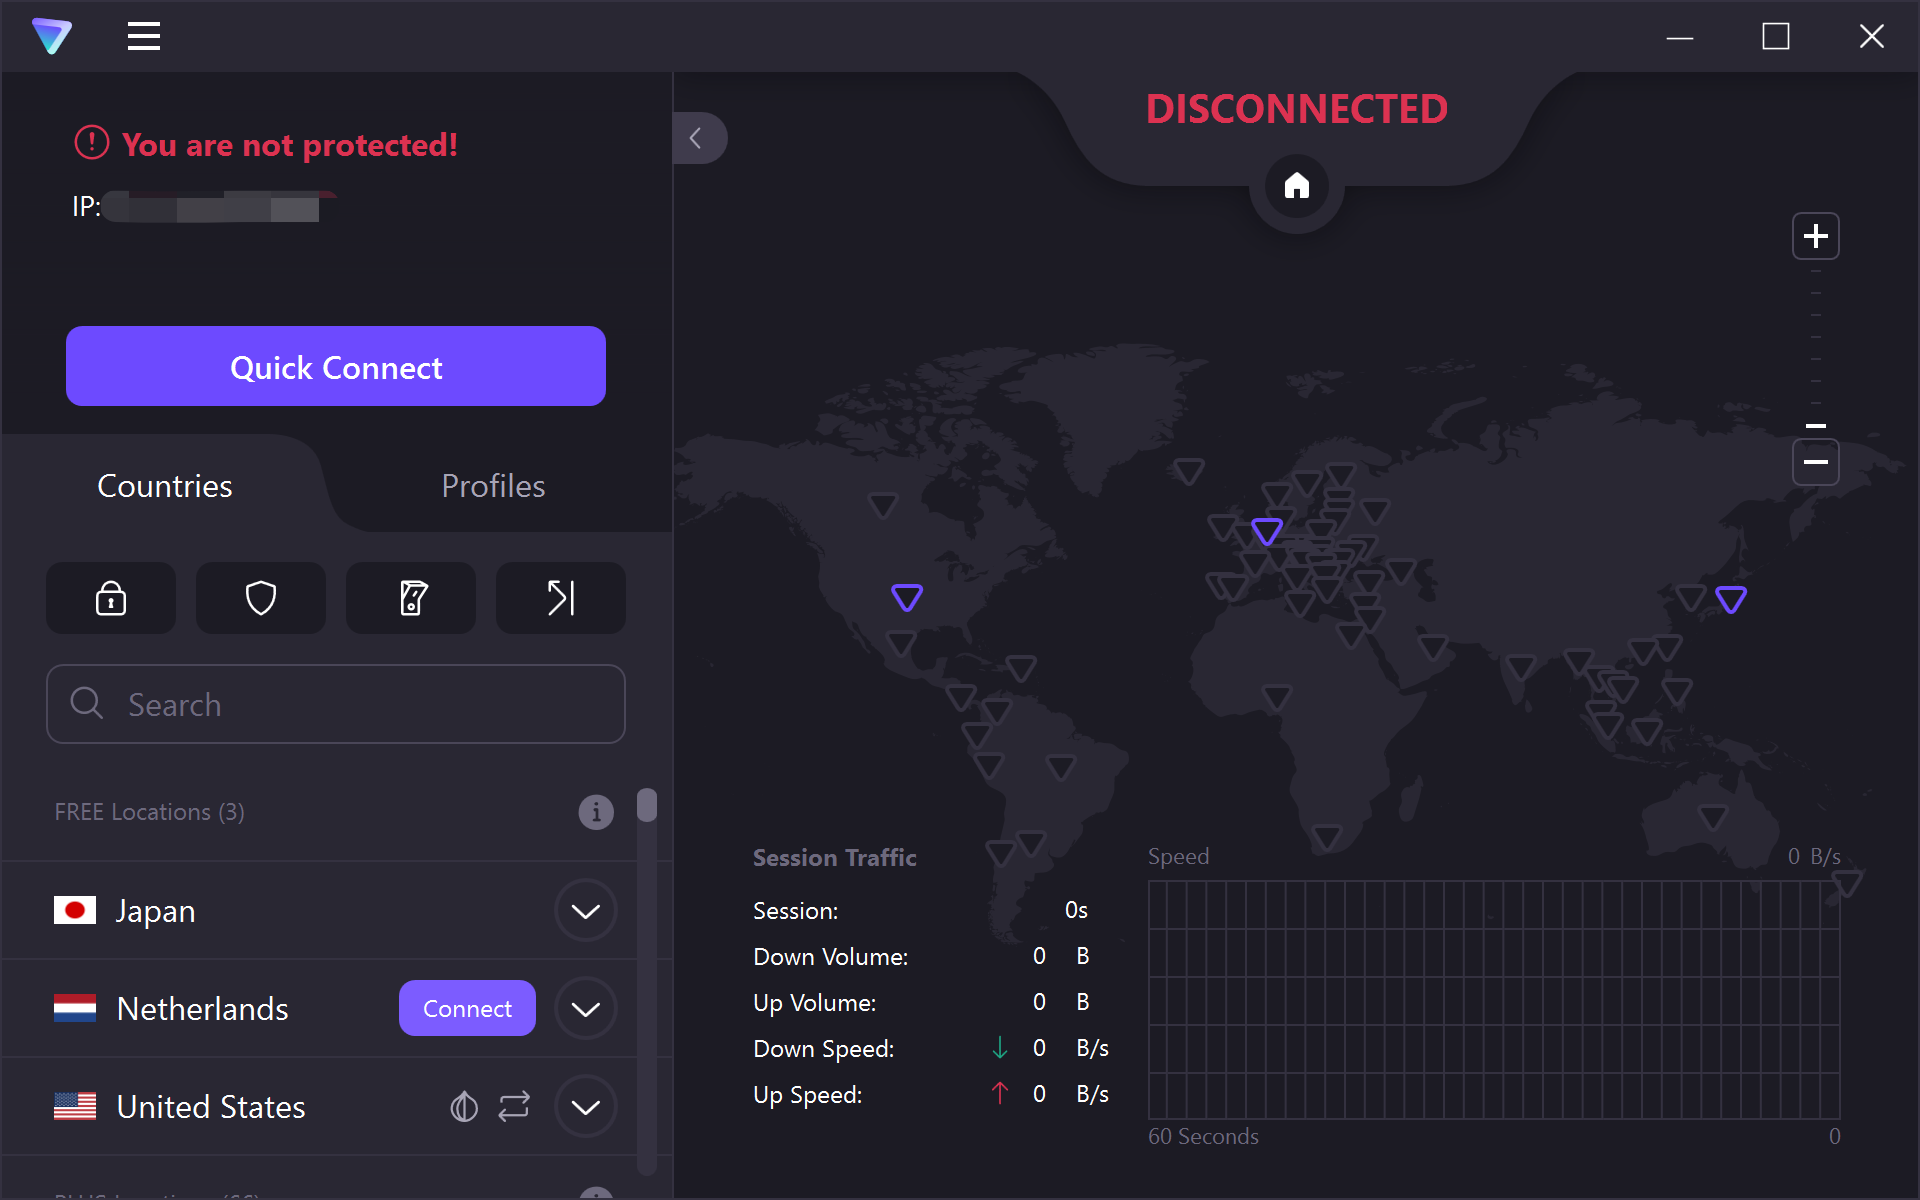 DISCONNECTED
You are not protected!
IP:
Quick Connect
Countries
Profiles
Search
FREE Locations (3)
Japan
Netherlands
Connect
United States
Session Traffic
Session: 0s
Down Volume: 0 B
Up Volume: 0 B
Down Speed: ↓ 0 B/s
Up Speed: ↑ 0 B/s
Speed 0 B/s
60 Seconds 0